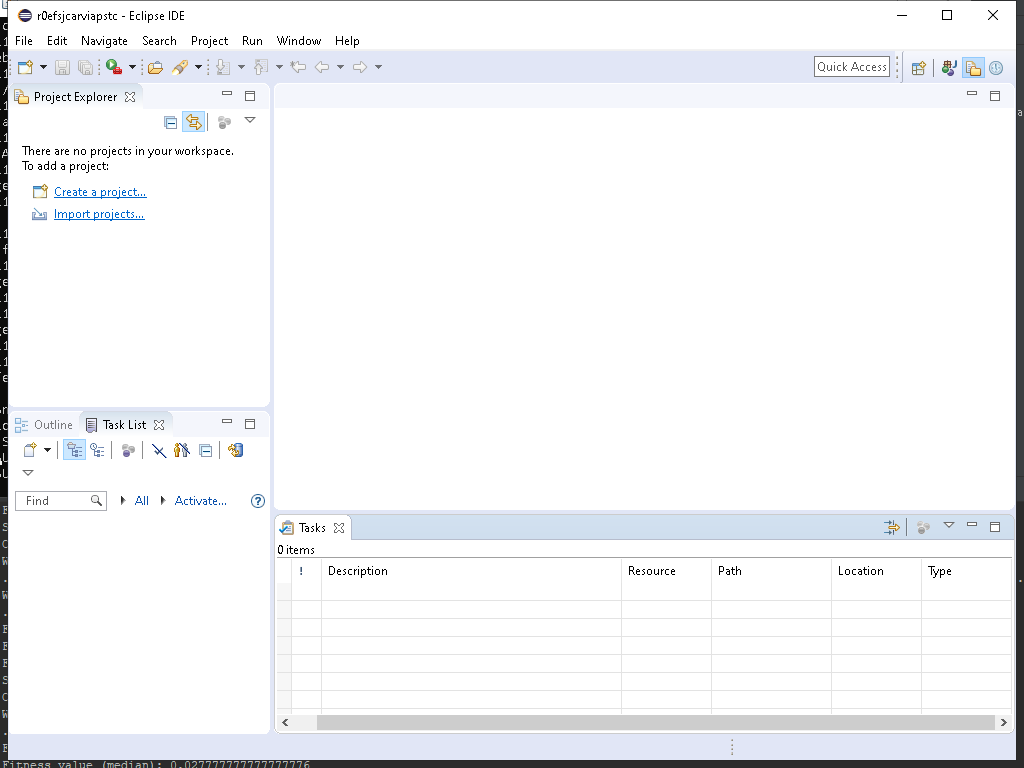 r0efsjcarviapstc - Eclipse IDE
File Edit Navigate Search Project Run Window Help
Quick Access
Project Explorer
There are no projects in your workspace.
To add a project:
Create a project...
Import projects...
Outline Task List
Find All Activate...
Tasks
0 items
! Description Resource Path Location Type
Fitness value (median): 0.027777777777777776